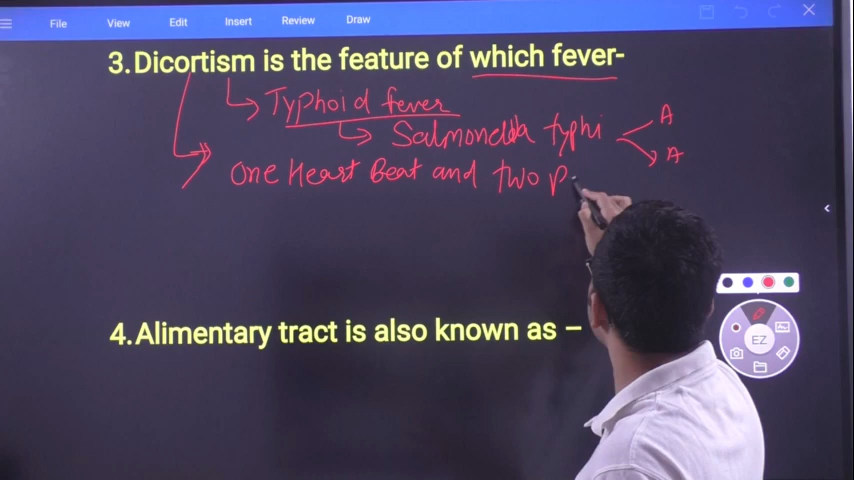 File View Edit Insert Review Draw
3.Dicortism is the feature of which fever-
Typhoid fever
Salmonella typhi A
A
One Heart Beat and two P
4.Alimentary tract is also known as –
EZ